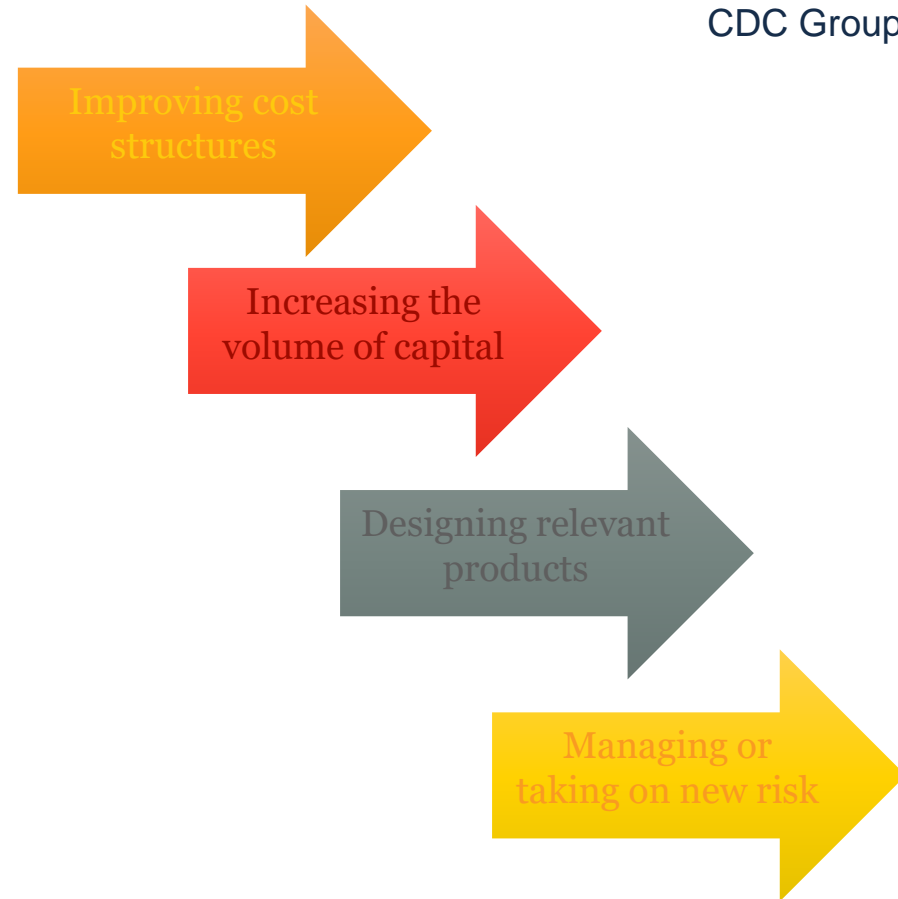 CDC Group
Improving cost
structures
Increasing the
volume of capital
Designing relevant
products
Managing or
taking on new risk